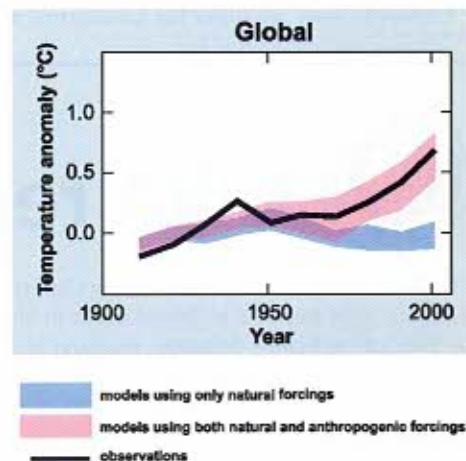 Global
Temperature anomaly (°C)
1.0
0.5
0.0
1900
1950
2000
Year
models using only natural forcings
models using both natural and anthropogenic forcings
observations